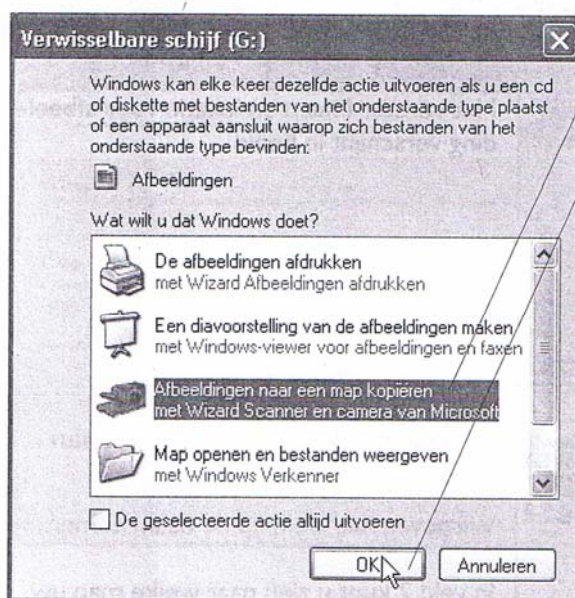 Verwisselbare schijf (G:)
Windows kan elke keer dezelfde actie uitvoeren als u een cd
of diskette met bestanden van het onderstaande type plaatst
of een apparaat aansluit waarop zich bestanden van het
onderstaande type bevinden:
Afbeeldingen
Wat wilt u dat Windows doet?
De afbeeldingen afdrukken
met Wizard Afbeeldingen afdrukken
Een diavoorstelling van de afbeeldingen maken
met Windows-viewer voor afbeeldingen en faxen
Afbeeldingen naar een map kopiëren
met Wizard Scanner en camera van Microsoft
Map openen en bestanden weergeven
met Windows Verkenner
De geselecteerde actie altijd uitvoeren
OK
Annuleren